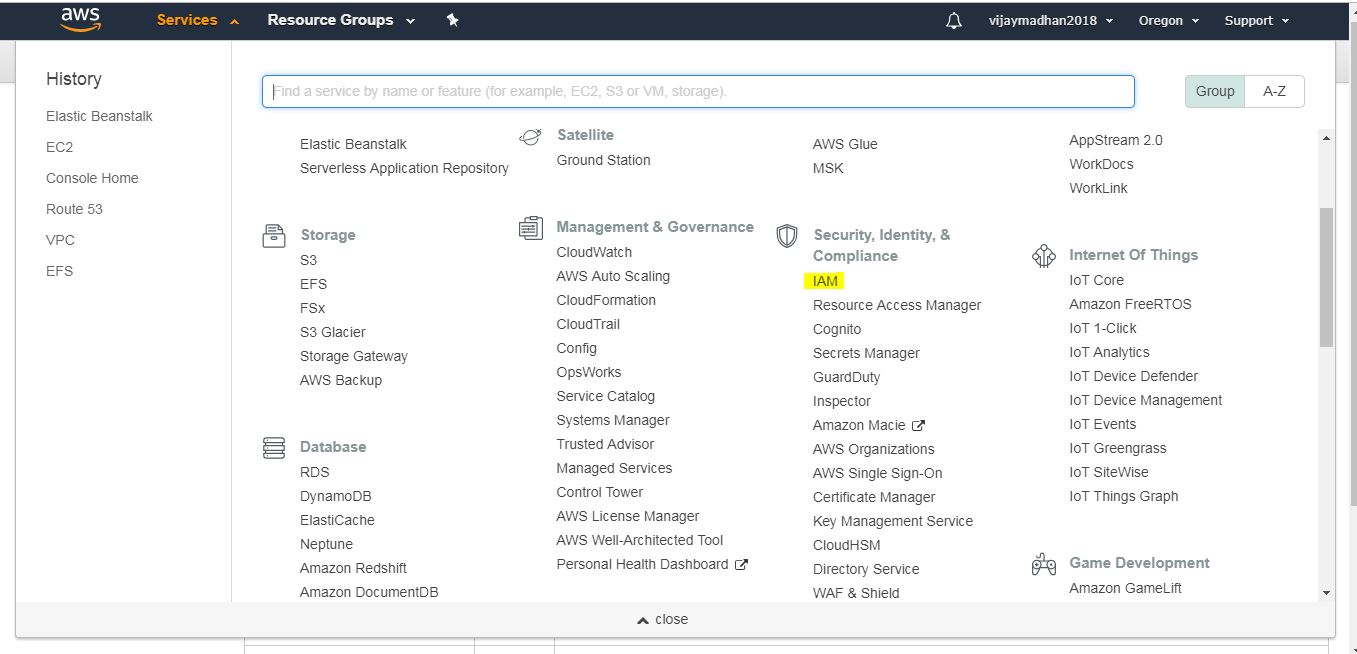 aws
Services
Resource Groups
vijaymadhan2018
Oregon
Support
History
Elastic Beanstalk
EC2
Console Home
Route 53
VPC
EFS
Find a service by name or feature (for example, EC2, S3 or VM, storage).
Group
A-Z
Elastic Beanstalk
Serverless Application Repository
Storage
S3
EFS
FSx
S3 Glacier
Storage Gateway
AWS Backup
Database
RDS
DynamoDB
ElastiCache
Neptune
Amazon Redshift
Amazon DocumentDB
Satellite
Ground Station
Management & Governance
CloudWatch
AWS Auto Scaling
CloudFormation
CloudTrail
Config
OpsWorks
Service Catalog
Systems Manager
Trusted Advisor
Managed Services
Control Tower
AWS License Manager
AWS Well-Architected Tool
Personal Health Dashboard
AWS Glue
MSK
Security, Identity, &
Compliance
IAM
Resource Access Manager
Cognito
Secrets Manager
GuardDuty
Inspector
Amazon Macie
AWS Organizations
AWS Single Sign-On
Certificate Manager
Key Management Service
CloudHSM
Directory Service
WAF & Shield
AppStream 2.0
WorkDocs
WorkLink
Internet Of Things
IoT Core
Amazon FreeRTOS
IoT 1-Click
IoT Analytics
IoT Device Defender
IoT Device Management
IoT Events
IoT Greengrass
IoT SiteWise
IoT Things Graph
Game Development
Amazon GameLift
close